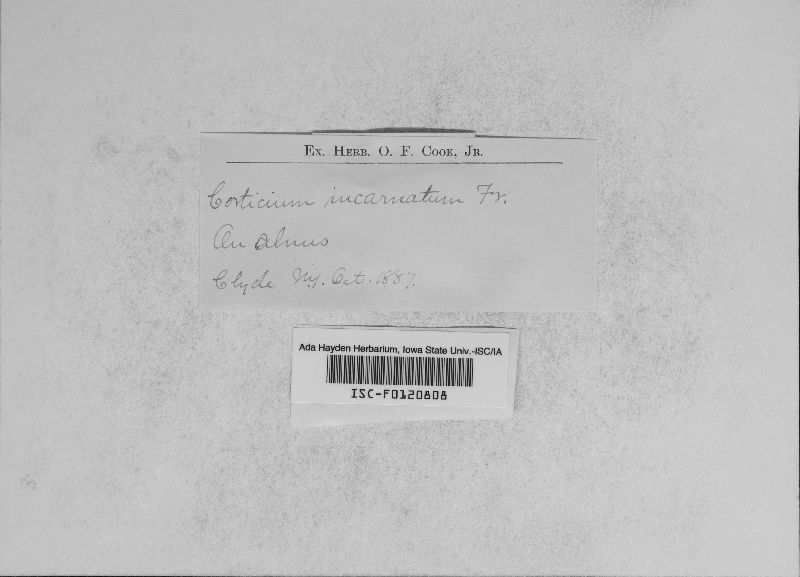 Ex. Herb. O. F. Cook, Jr.
Corticium incarnatum Fr.
On alnus
Clyde Ny. Oct. 1887.
Ada Hayden Herbarium, Iowa State Univ.-ISC/IA
ISC-F0120808